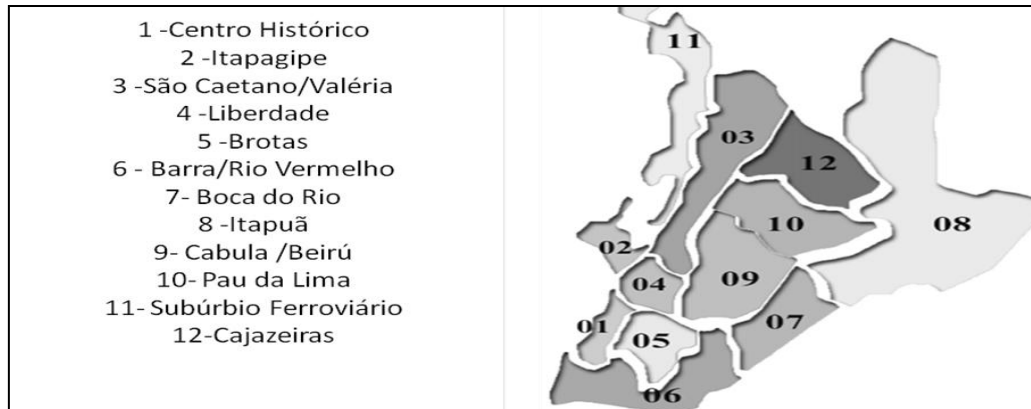 1 -Centro Histórico
2 -Itapagipe
3 -São Caetano/Valéria
4 -Liberdade
5 -Brotas
6 - Barra/Rio Vermelho
7- Boca do Rio
8 -Itapuã
9- Cabula /Beirú
10- Pau da Lima
11- Subúrbio Ferroviário
12-Cajazeiras
11
03
12
10
08
02
04
09
01
05
07
06